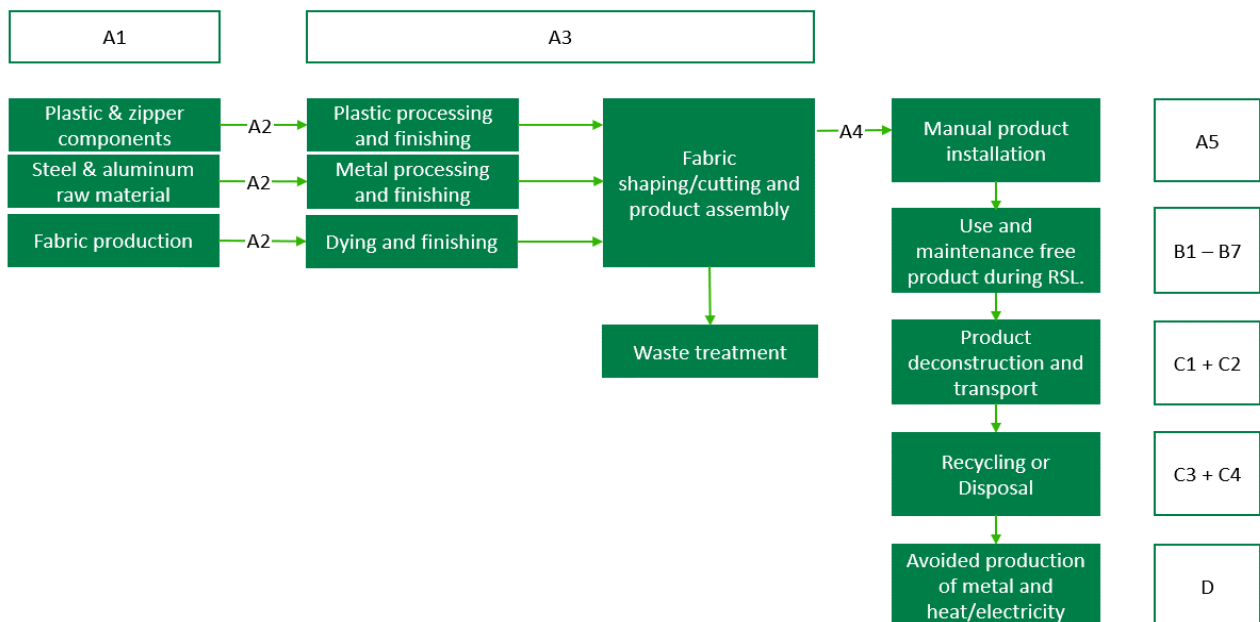 A1
A3
Plastic & zipper
components
A2
Plastic processing
and finishing
Steel & aluminum
raw material
A2
Metal processing
and finishing
Fabric production
A2
Dying and finishing
Fabric
shaping/cutting and
product assembly
Waste treatment
A4
Manual product
installation
A5
Use and
maintenance free
product during RSL.
B1 – B7
Product
deconstruction and
transport
C1 + C2
Recycling or
Disposal
C3 + C4
Avoided production
of metal and
heat/electricity
D